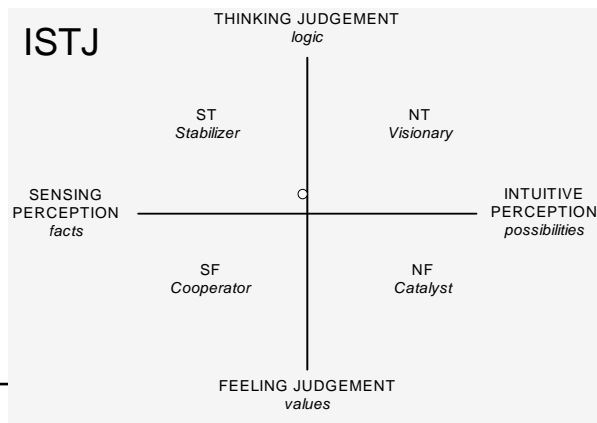 THINKING JUDGEMENT
logic
ISTJ
ST
Stabilizer
NT
Visionary
SENSING
PERCEPTION
facts
INTUITIVE
PERCEPTION
possibilities
SF
Cooperator
NF
Catalyst
FEELING JUDGEMENT
values